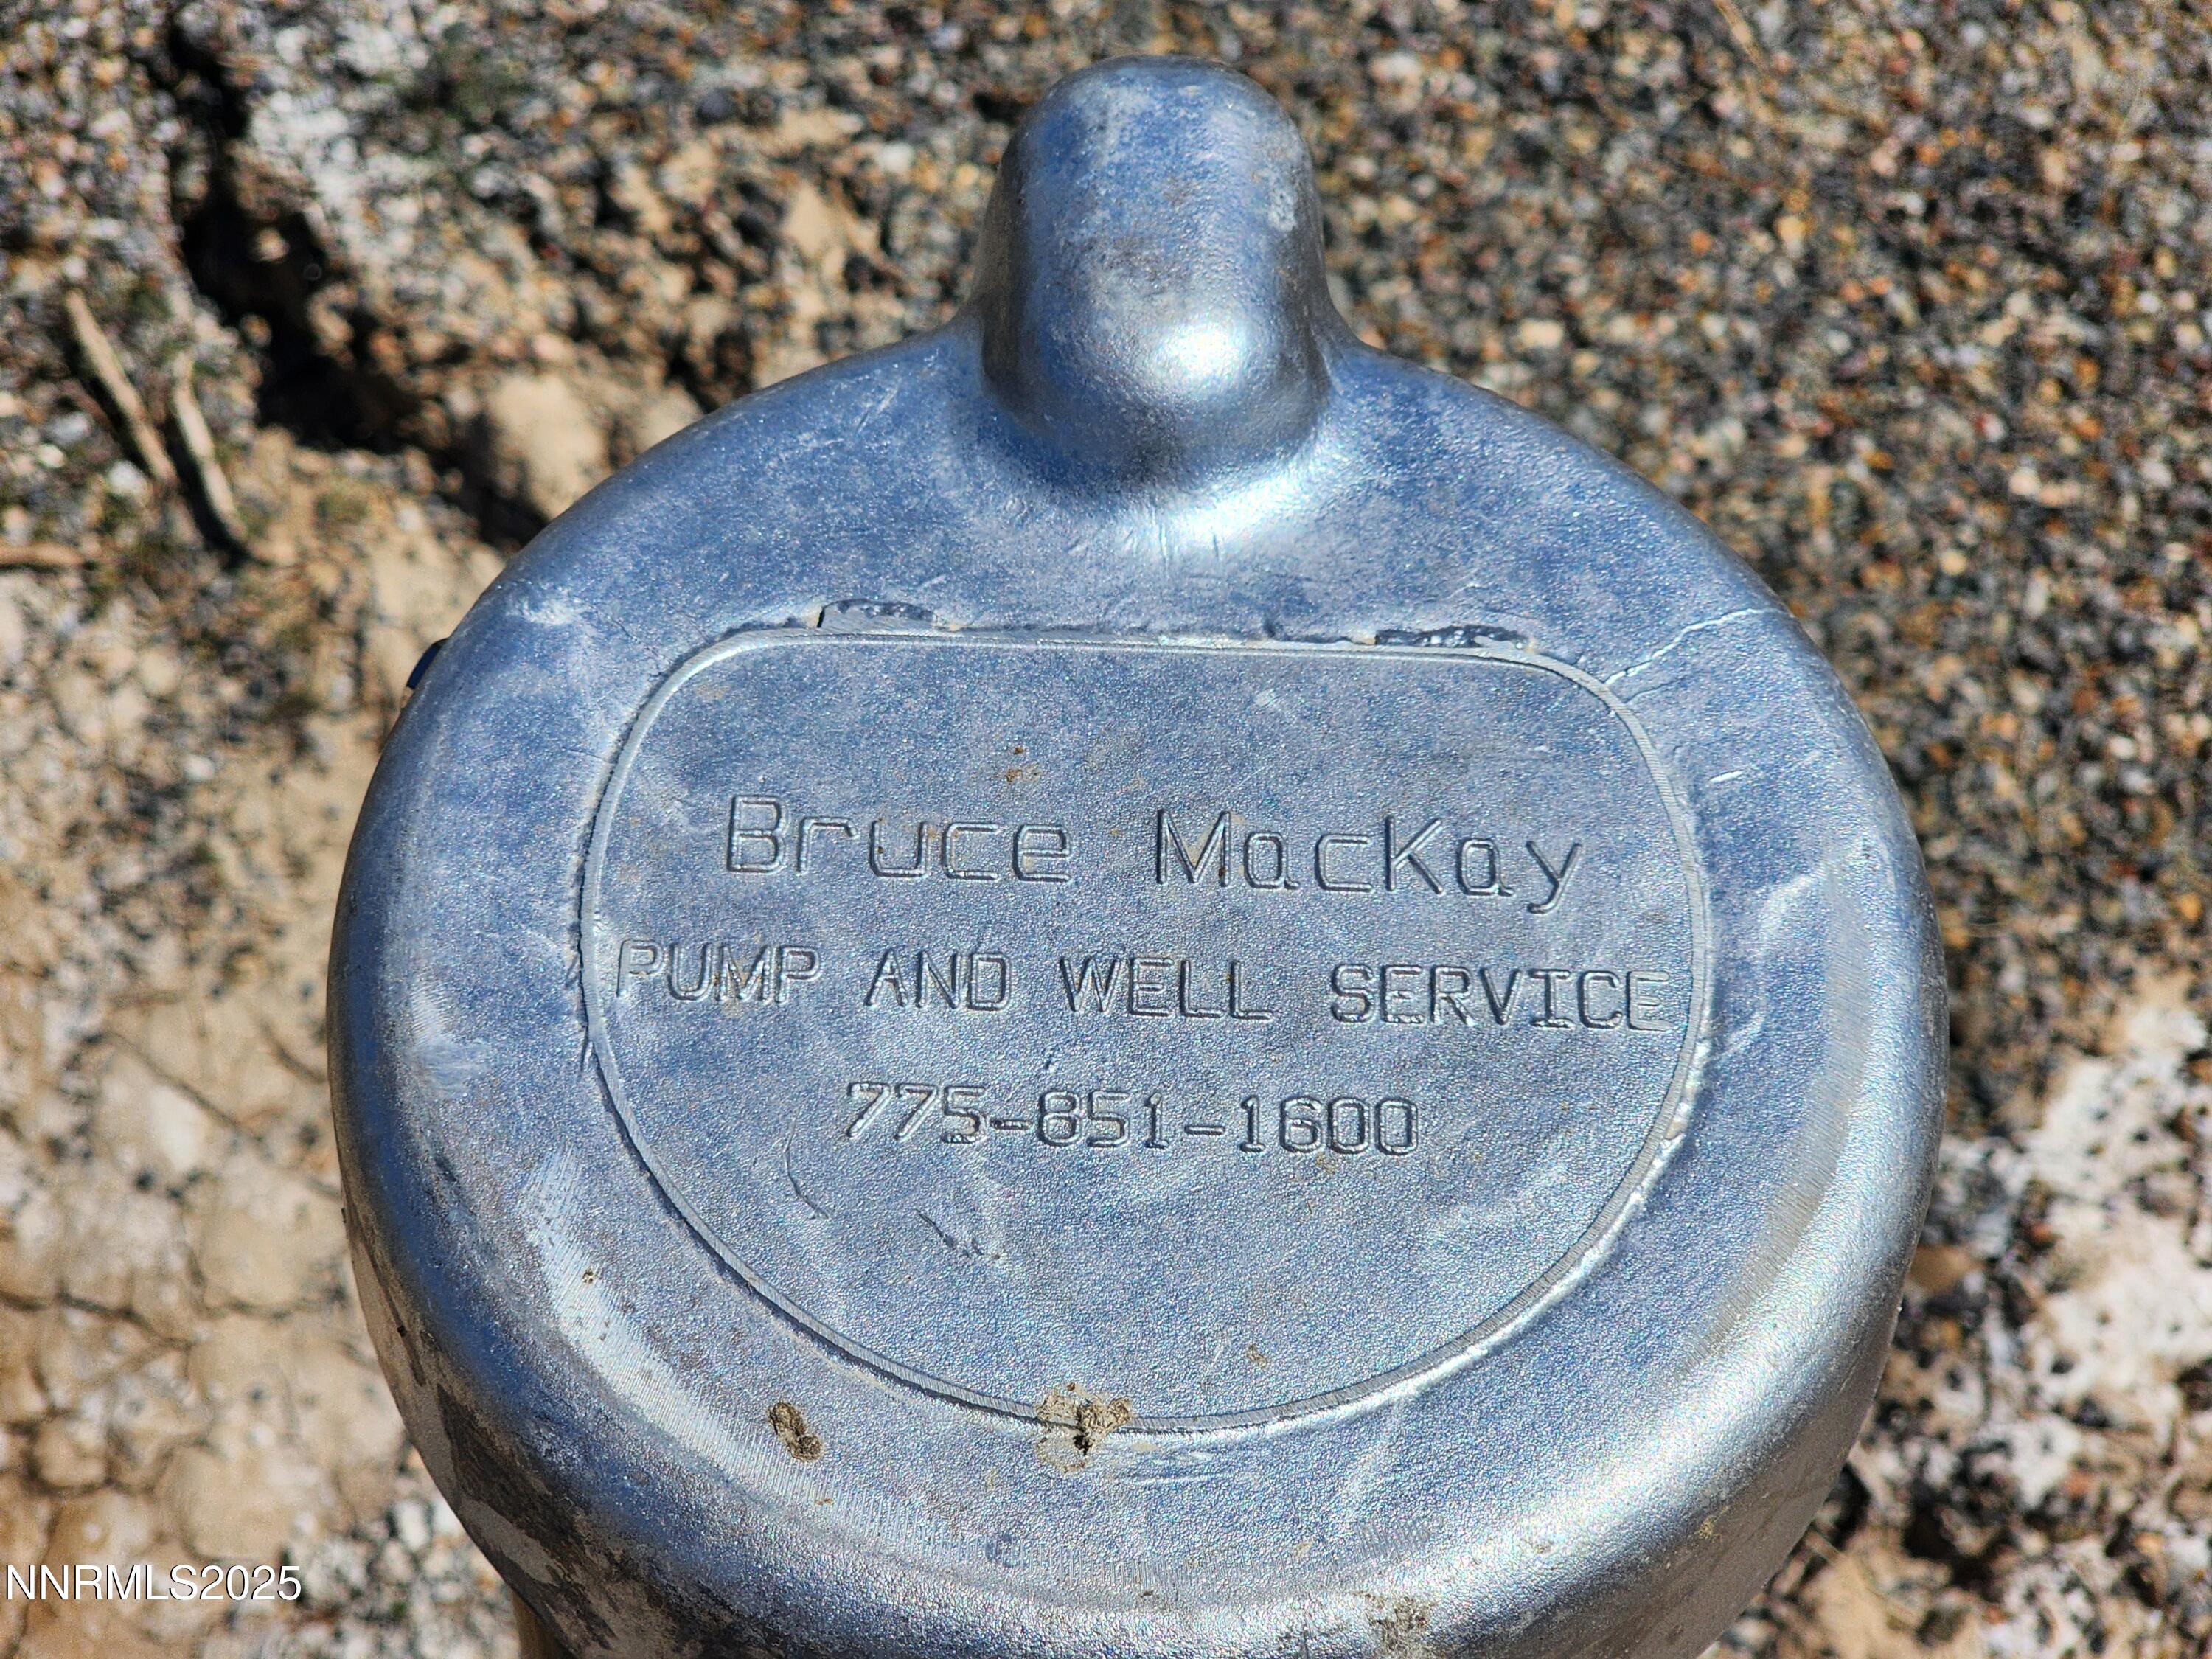 Bruce MacKay
PUMP AND WELL SERVICE
775-851-1600
NNRMLS2025